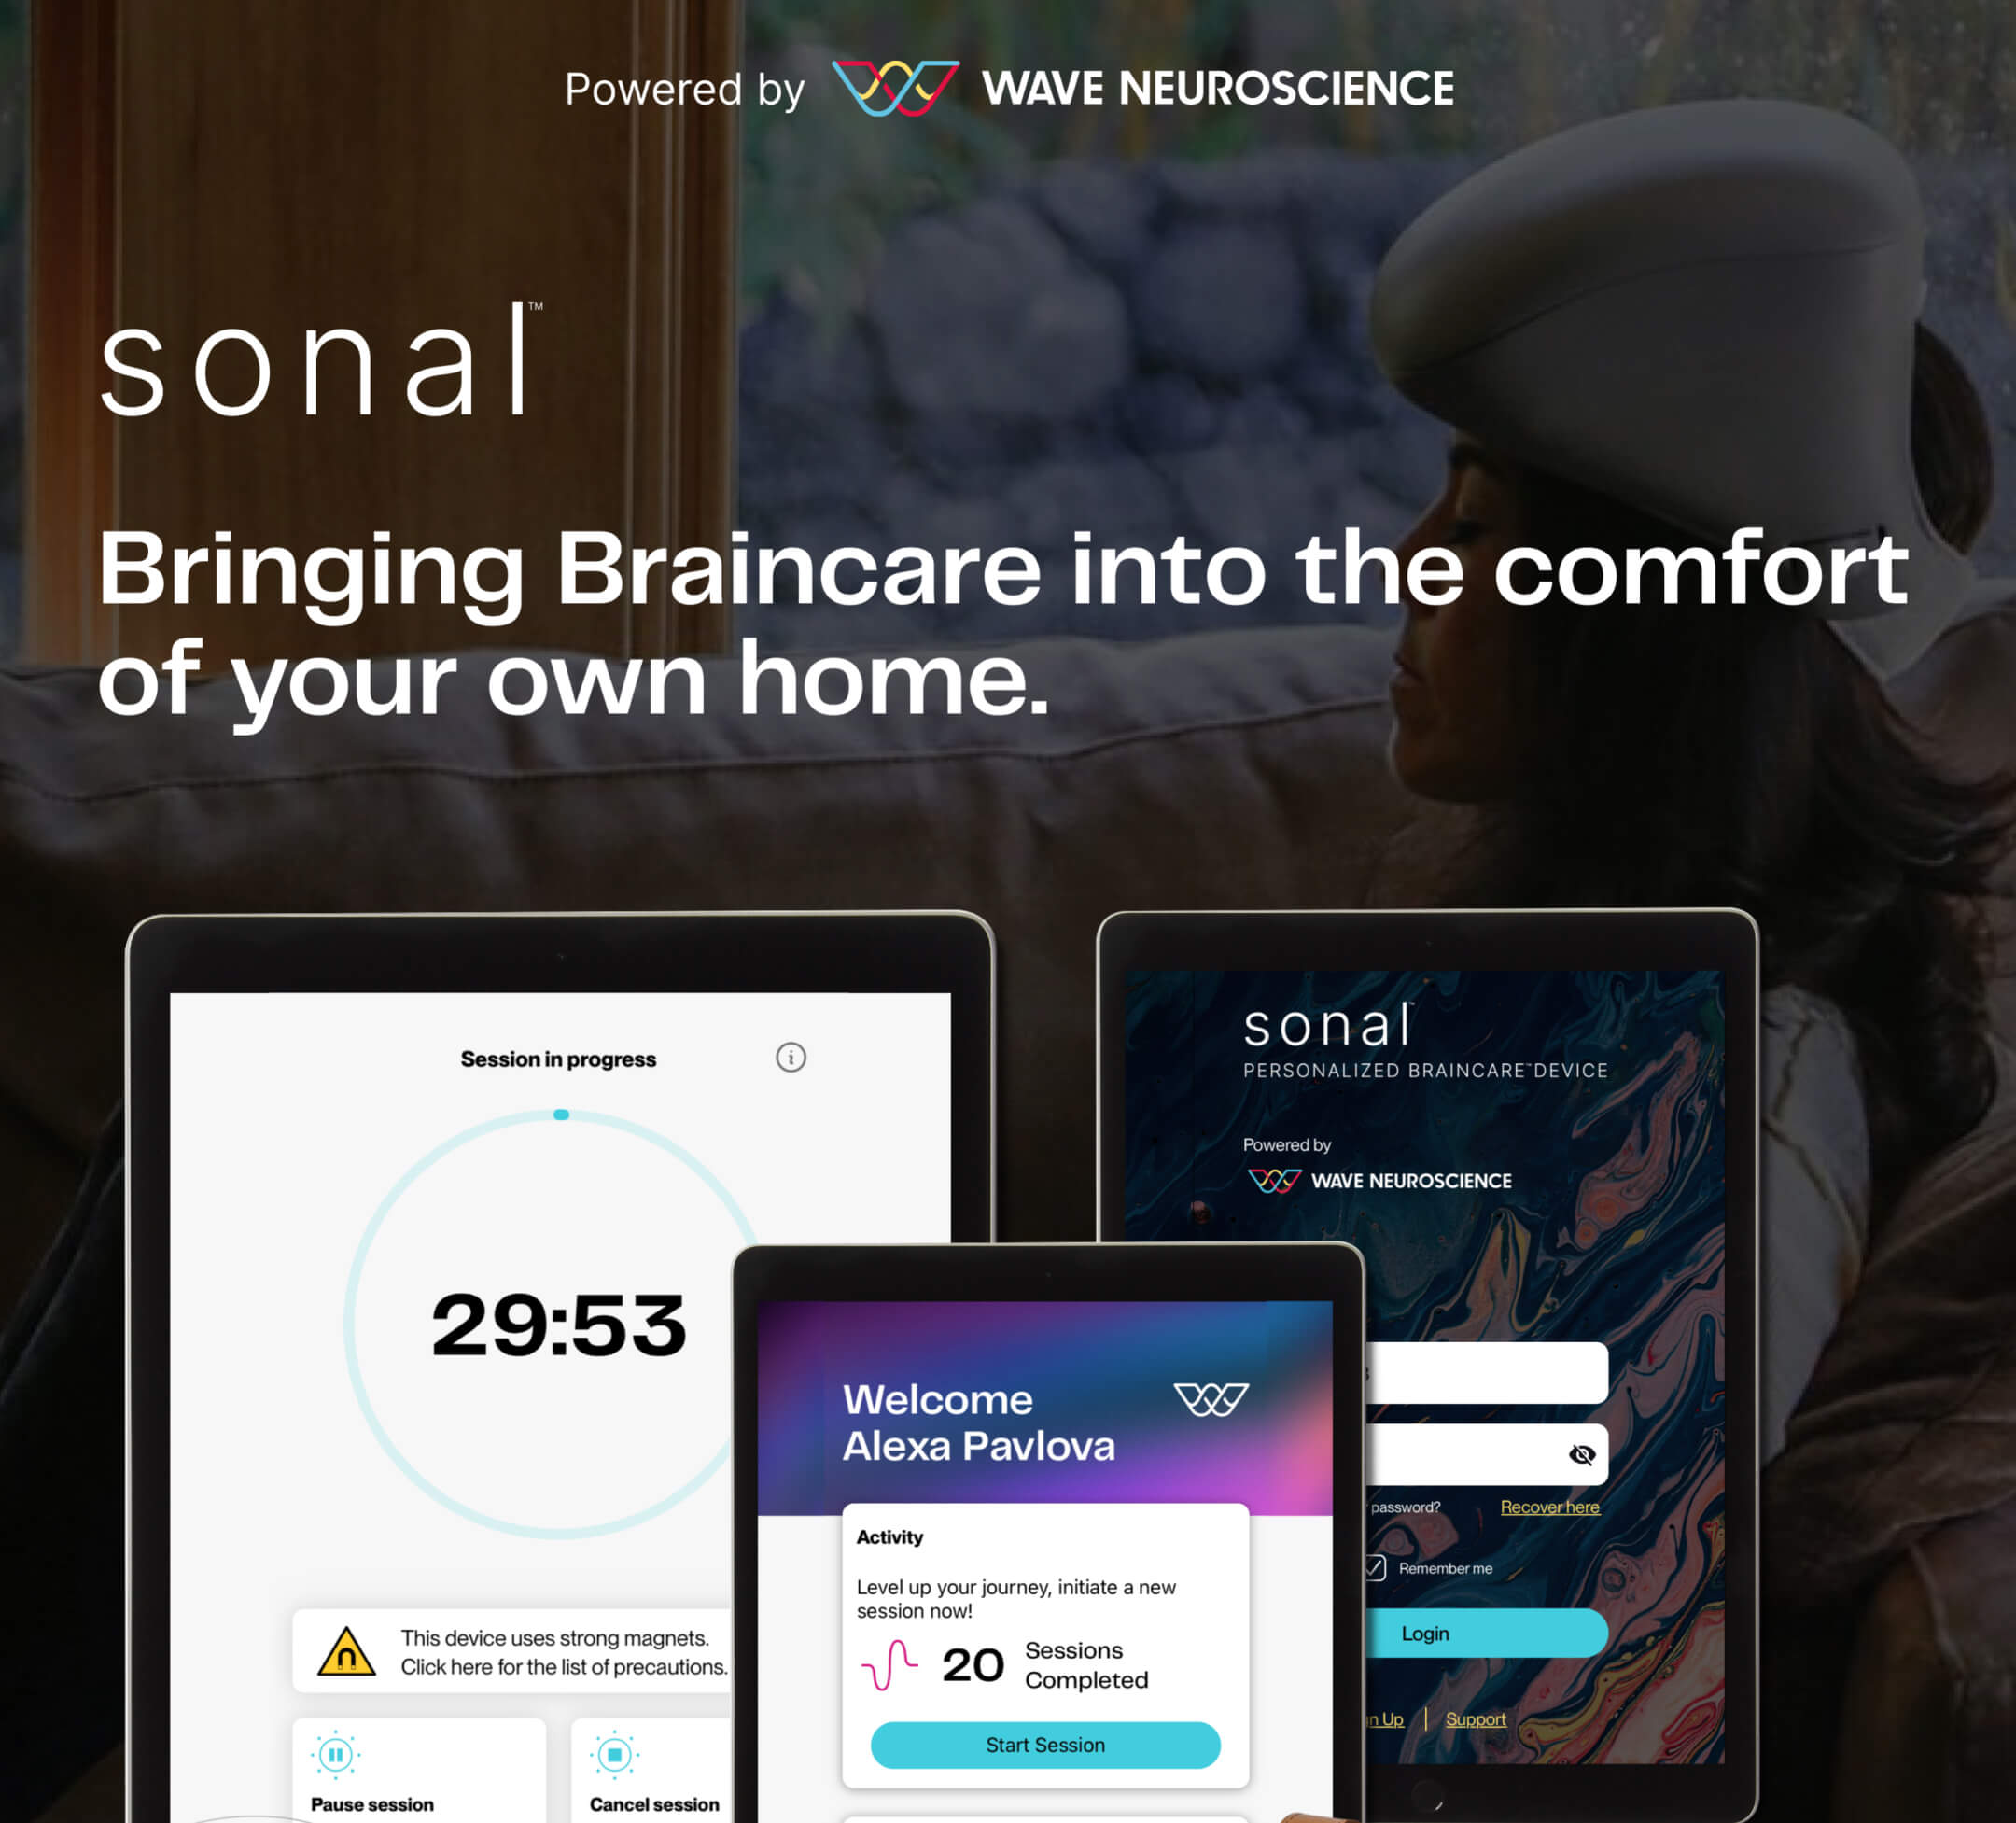 Powered by WAVE NEUROSCIENCE
sonal™
Bringing Braincare into the comfort
of your own home.
Session in progress
29:53
This device uses strong magnets.
Click here for the list of precautions.
Pause session
Cancel session
Welcome
Alexa Pavlova
Activity
Level up your journey, initiate a new
session now!
20 Sessions
Completed
Start Session
sonal™
PERSONALIZED BRAINCARE™ DEVICE
Powered by
WAVE NEUROSCIENCE
password? Recover here
Remember me
Login
Up | Support